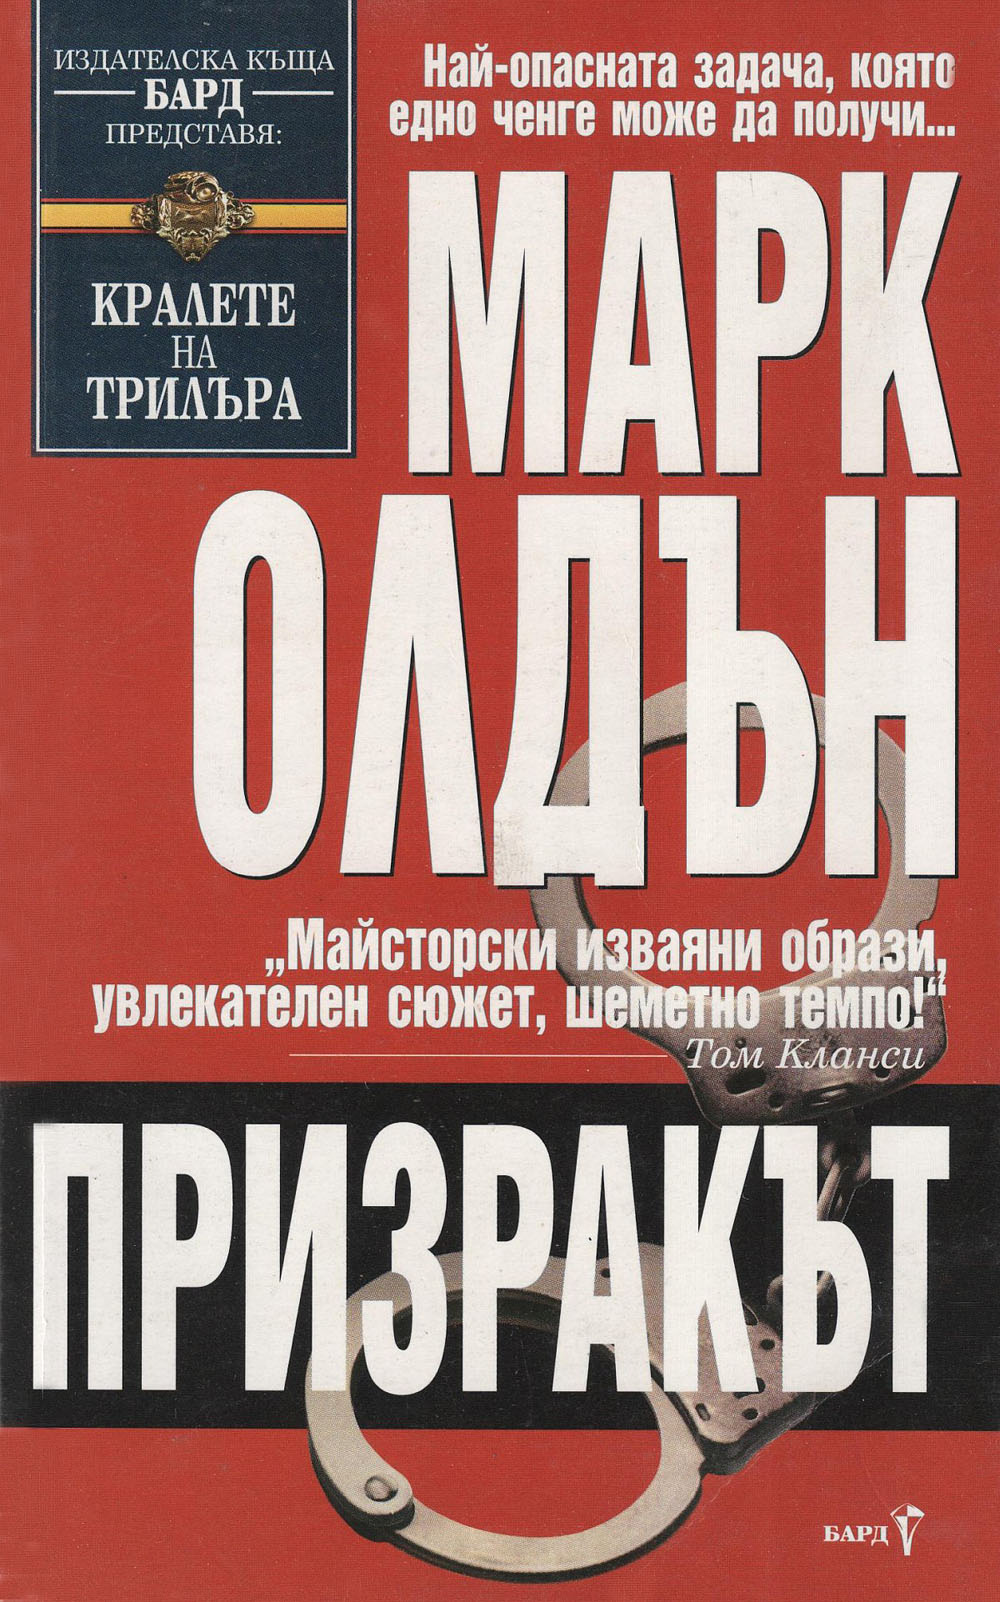 ИЗДАТЕЛСКА КЪЩА
БАРД
ПРЕДСТАВЯ:
КРАЛЕТЕ
НА
ТРИЛЪРА
Най-опасната задача, която
едно ченге може да получи...
МАРК
ОЛДЪН
„Майсторски изваяни образи,
увлекателен сюжет, шеметно темпо!“
Том Кланси
ПРИЗРАКЪТ
БАРД